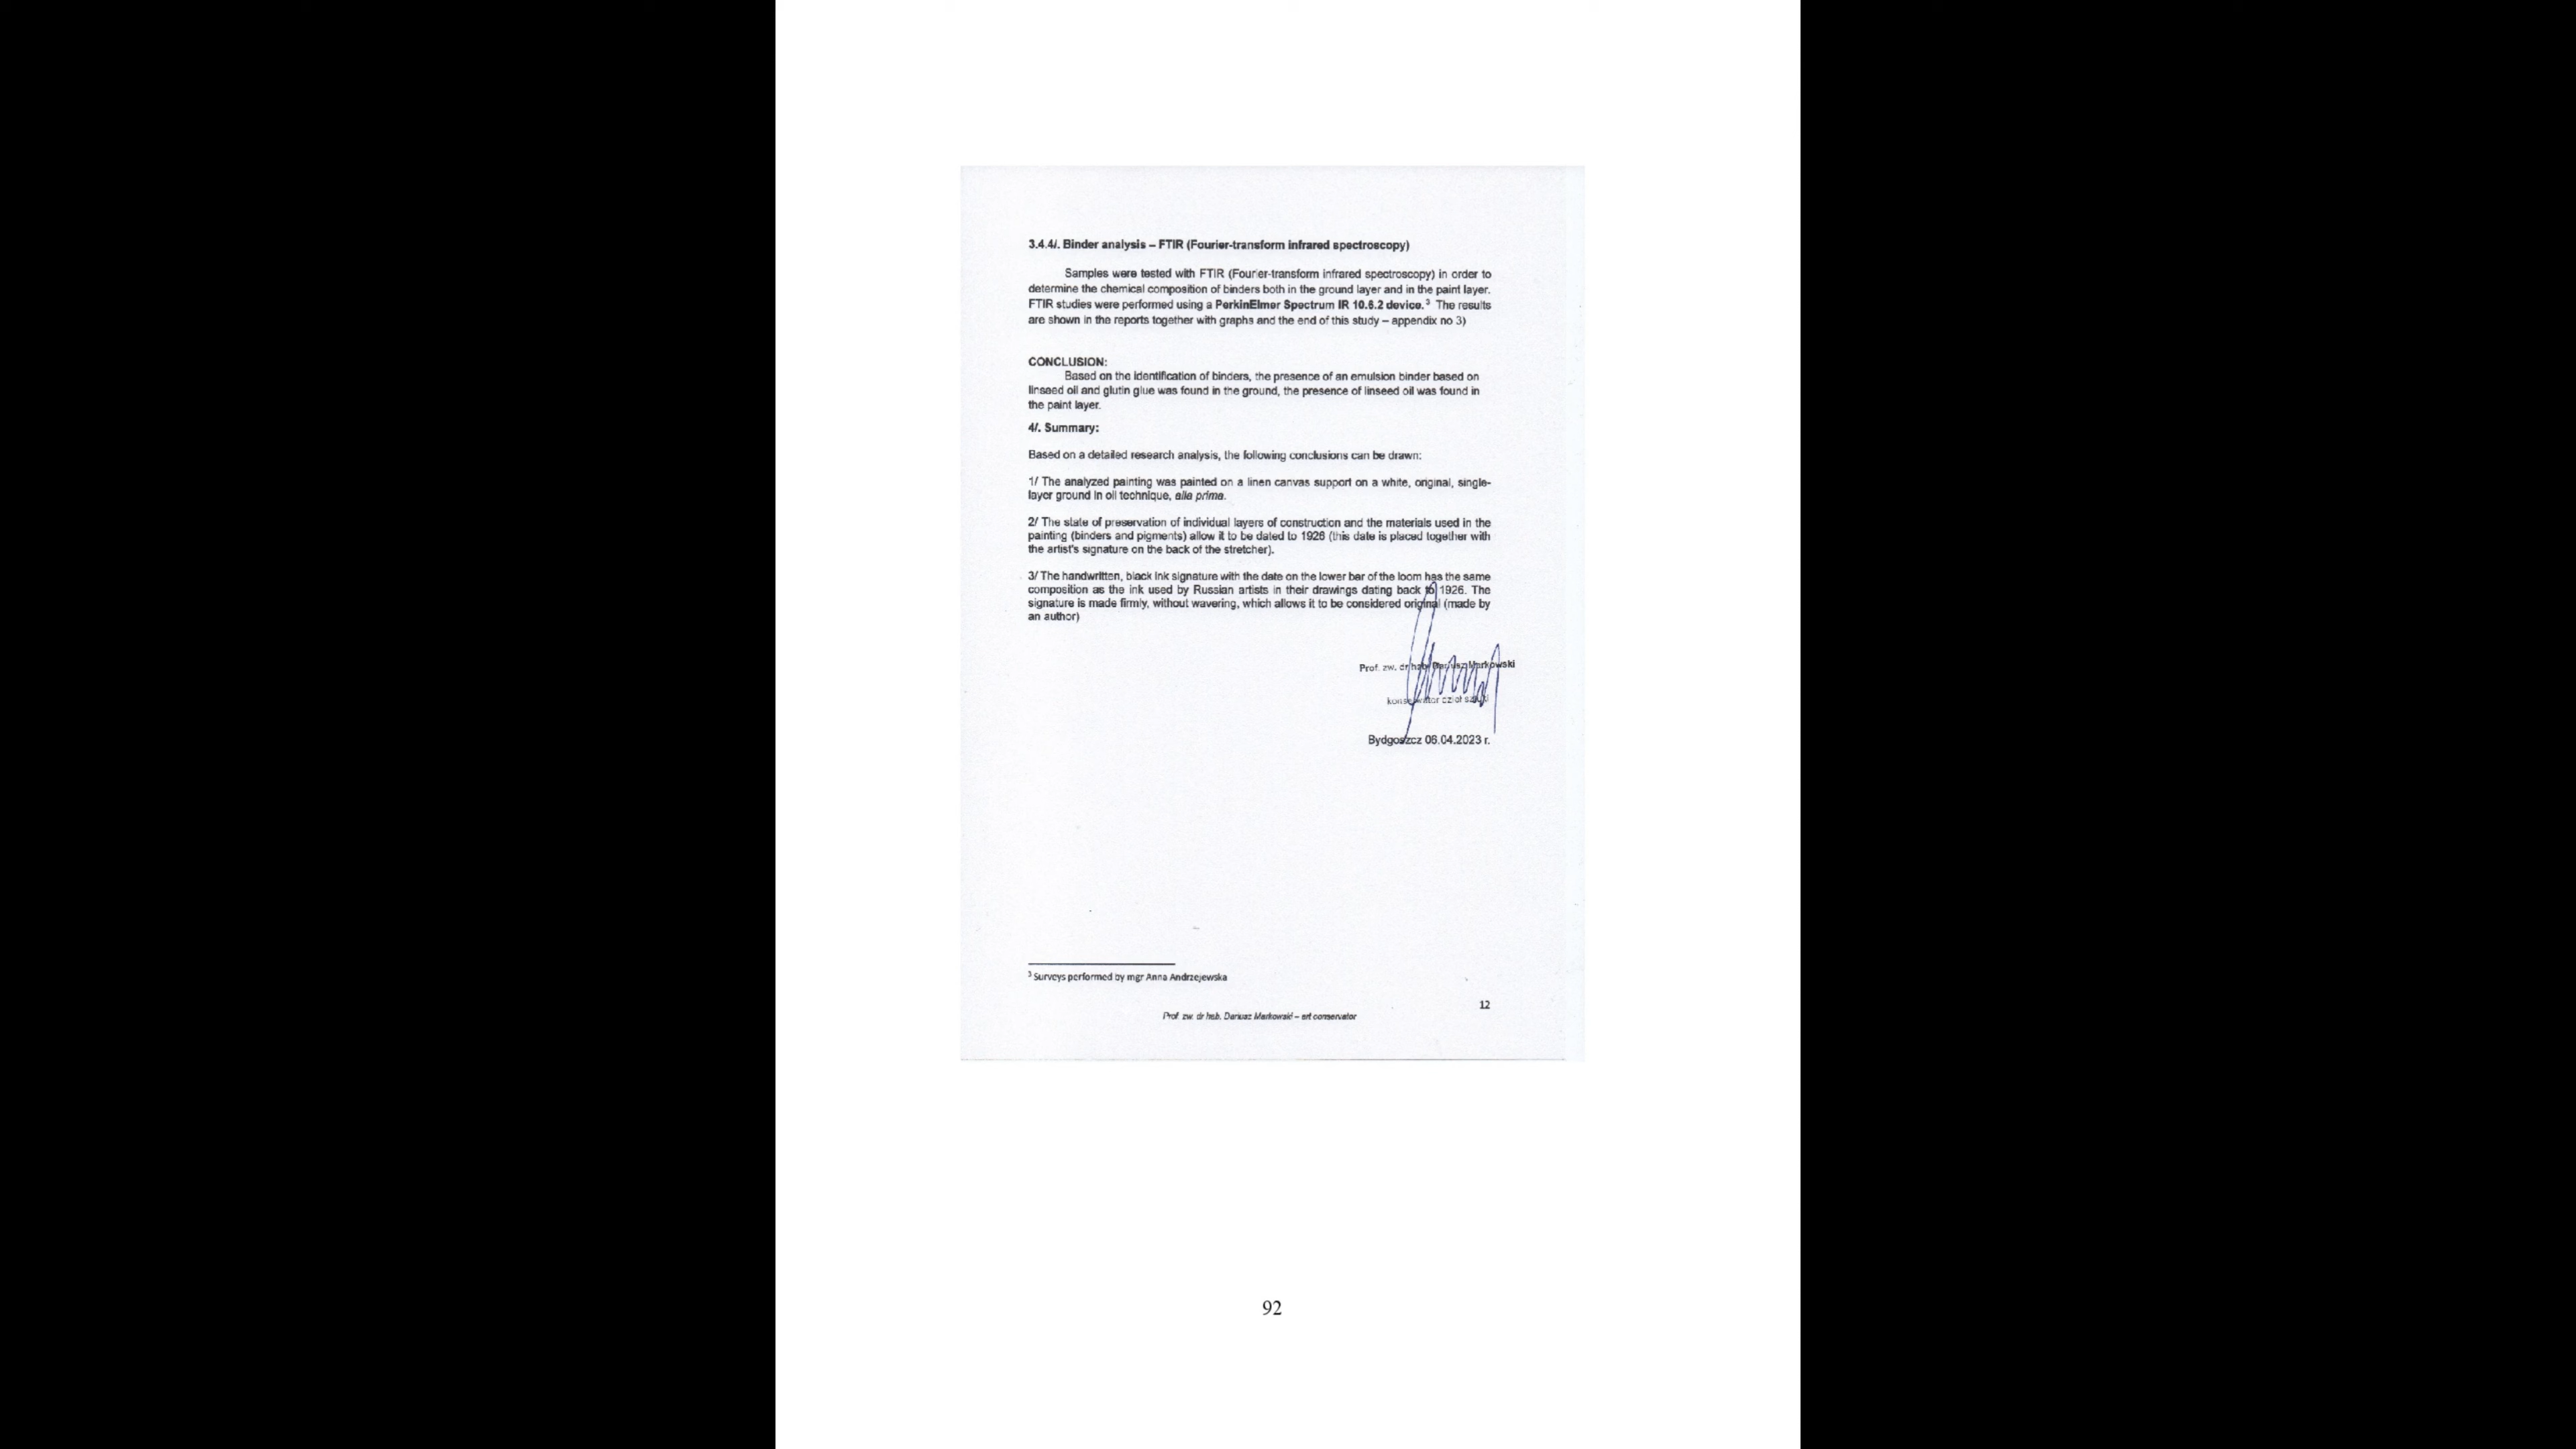 3.4.4/. Binder analysis – FTIR (Fourier-transform infrared spectroscopy)
Samples were tested with FTIR (Fourier-transform infrared spectroscopy) in order to
determine the chemical composition of binders both in the ground layer and in the paint layer.
FTIR studies were performed using a PerkinElmer Spectrum IR 10.6.2 device.³ The results
are shown in the reports together with graphs and the end of this study – appendix no 3)
CONCLUSION:
Based on the identification of binders, the presence of an emulsion binder based on
linseed oil and glutin glue was found in the ground, the presence of linseed oil was found in
the paint layer.
4/. Summary:
Based on a detailed research analysis, the following conclusions can be drawn:
1/ The analyzed painting was painted on a linen canvas support on a white, original, single-
layer ground in oil technique, alla prima.
2/ The state of preservation of individual layers of construction and the materials used in the
painting (binders and pigments) allow it to be dated to 1926 (this date is placed together with
the artist's signature on the back of the stretcher).
3/ The handwritten, black ink signature with the date on the lower bar of the loom has the same
composition as the ink used by Russian artists in their drawings dating back to 1926. The
signature is made firmly, without wavering, which allows it to be considered original (made by
an author)
Prof. zw. dr hab. Dariusz Markowski
konserwator dzieł sztuki
Bydgoszcz 06.04.2023 r.
³ Surveys performed by mgr Anna Andrzejewska
12
Prof. zw. dr hab. Dariusz Markowski – art conservator
92